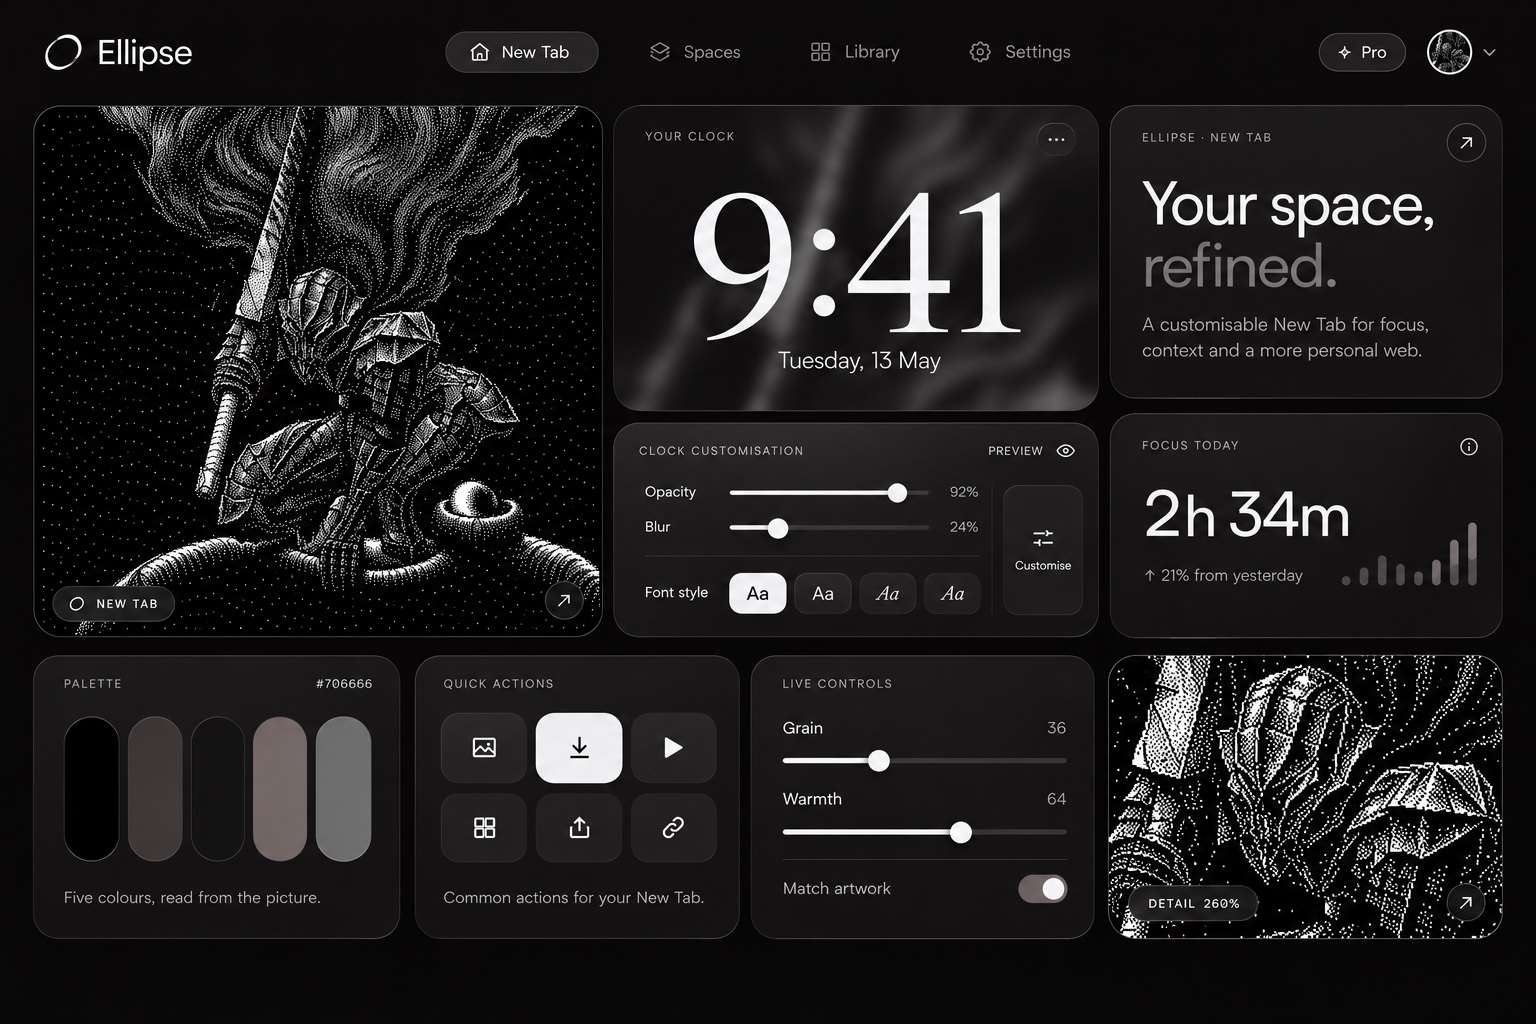 Ellipse
New Tab
Spaces
Library
Settings
Pro
NEW TAB
YOUR CLOCK
9:41
Tuesday, 13 May
ELLIPSE · NEW TAB
Your space,
refined.
A customisable New Tab for focus,
context and a more personal web.
CLOCK CUSTOMISATION
PREVIEW
Opacity
92%
Blur
24%
Font style
Aa
Aa
Aa
Aa
Customise
FOCUS TODAY
2h 34m
↑ 21% from yesterday
PALETTE
#706666
Five colours, read from the picture.
QUICK ACTIONS
Common actions for your New Tab.
LIVE CONTROLS
Grain
36
Warmth
64
Match artwork
DETAIL 260%